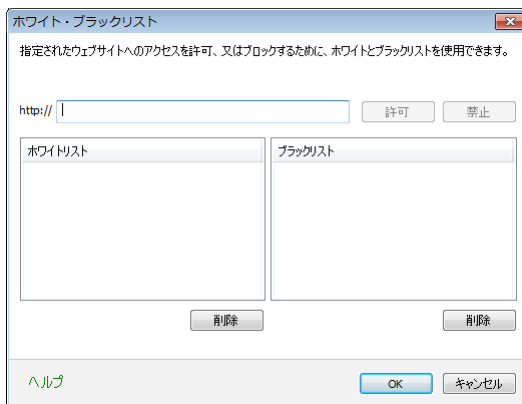 ホワイト・ブラックリスト
指定されたウェブサイトへのアクセスを許可、又はブロックするために、ホワイトとブラックリストを使用できます。
http://
許可
禁止
ホワイトリスト
ブラックリスト
削除
削除
ヘルプ
OK
キャンセル